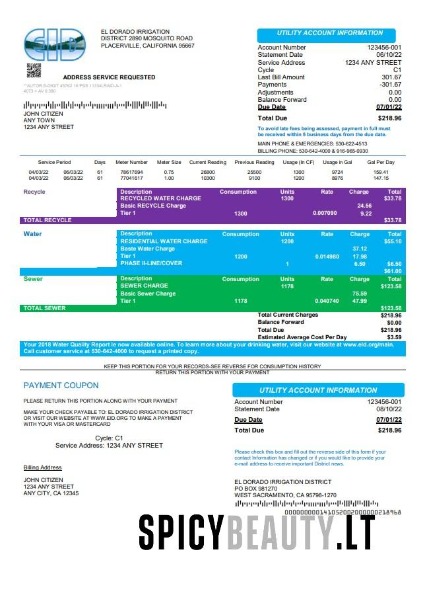 EID
EL DORADO IRRIGATION
DISTRICT 2890 MOSQUITO ROAD
PLACERVILLE, CALIFORNIA 95667
ADDRESS SERVICE REQUESTED
JOHN CITIZEN
ANY TOWN
1234 ANY STREET
UTILITY ACCOUNT INFORMATION
Account Number 123456-001
Statement Date 06/10/22
Service Address 1234 ANY STREET
Cycle C1
Last Bill Amount 301.67
Payments -301.67
Adjustments 0.00
Balance Forward 0.00
Due Date 07/01/22
Total Due $218.96
To avoid late fees being assessed, payment in full must
be received within 5 business days from the due date.
MAIN PHONE & EMERGENCIES: 530-622-4513
BILLING PHONE: 530-642-4000 & 916-965-0930
Service Period Days Meter Number Meter Size Current Reading Previous Reading Usage (In CF) Usage in Gal Gal Per Day
04/03/22 06/03/22 61 78617894 0.75 26800 25500 1300 9724 159.41
04/03/22 06/03/22 61 77041617 1.00 10300 9100 1200 8976 147.15
Recycle Description Consumption Units Rate Charge Total
RECYCLED WATER CHARGE 1300 $33.78
Basic RECYCLE Charge 24.56
Tier 1 1300 9.22
TOTAL RECYCLE $33.78
Water Description Consumption Units Rate Charge Total
RESIDENTIAL WATER CHARGE 1200 $55.10
Basic Charge 37.12
Tier 1 1200 0.014980 17.98
PHASE II-LINE/COVER 1 6.50 $6.50
$61.60
Sewer Description Consumption Units Rate Charge Total
SEWER CHARGE 1178 $123.58
Basic Sewer Charge 75.59
Tier 1 1178 0.040740 47.99
TOTAL SEWER $123.58
Total Current Charges $218.96
Balance Forward $0.00
Total Due $218.96
Estimated Average Cost Per Day $3.59
Your 2018 Water Quality Report is now available online. To learn more about your drinking water, visit our website at www.eid.org/main.
Call customer service at 530-642-4000 to request a printed copy.
KEEP THIS PORTION FOR YOUR RECORDS-SEE REVERSE FOR CONSUMPTION HISTORY
RETURN THIS PORTION WITH YOUR PAYMENT
PAYMENT COUPON
PLEASE RETURN THIS PORTION ALONG WITH YOUR PAYMENT
MAKE YOUR CHECK PAYABLE TO: EL DORADO IRRIGATION DISTRICT
OR VISIT OUR WEBSITE AT WWW.EID.ORG TO MAKE A PAYMENT
WITH YOUR VISA OR MASTERCARD
Cycle: C1
Service Address: 1234 ANY STREET
Billing Address
JOHN CITIZEN
1234 ANY STREET
ANY CITY, CA 12345
UTILITY ACCOUNT INFORMATION
Account Number 123456-001
Statement Date 08/10/22
Due Date 07/01/22
Total Due $218.96
Please check this box and fill out the reverse side of this form if your
contact information has changed or if you would like to provide your
e-mail address to receive important District news.
EL DORADO IRRIGATION DISTRICT
PO BOX 981270
WEST SACRAMENTO, CA 95798-1270
SPICYBEAUTY.LT